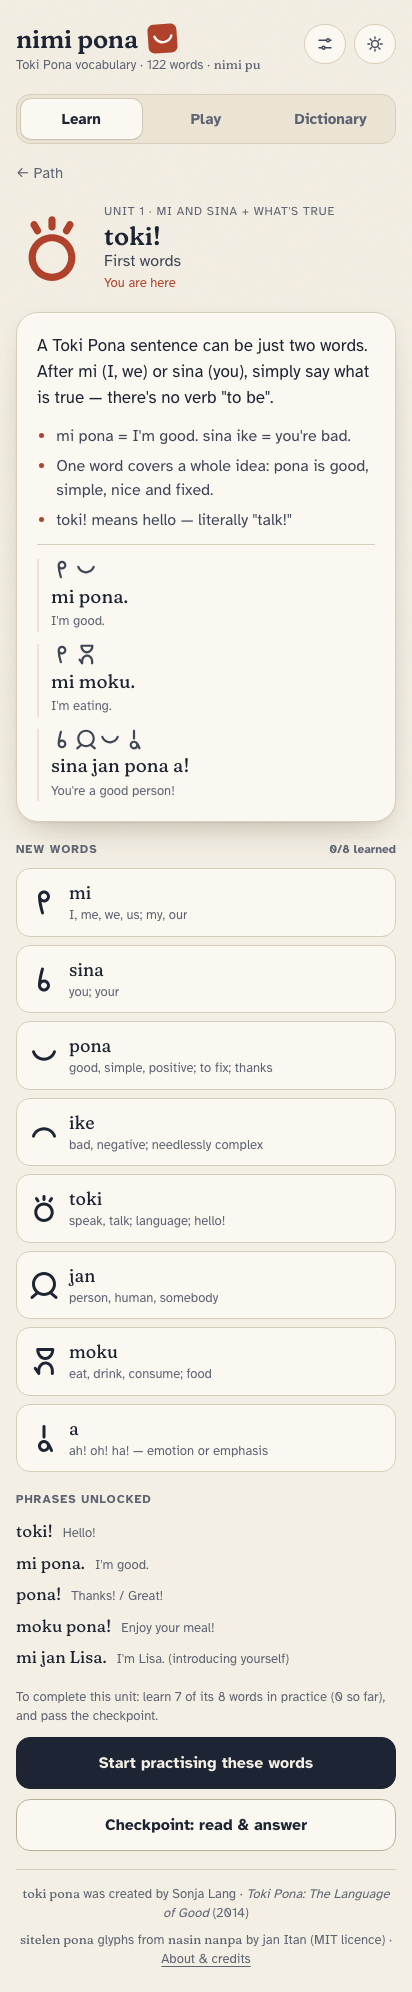 nimi pona
Toki Pona vocabulary · 122 words · nimi pu
Learn
Play
Dictionary
← Path
UNIT 1 · MI AND SINA + WHAT'S TRUE
toki!
First words
You are here
A Toki Pona sentence can be just two words.
After mi (I, we) or sina (you), simply say what
is true — there's no verb "to be".
• mi pona = I'm good. sina ike = you're bad.
• One word covers a whole idea: pona is good,
simple, nice and fixed.
• toki! means hello — literally "talk!"
mi pona.
I'm good.
mi moku.
I'm eating.
sina jan pona a!
You're a good person!
NEW WORDS
0/8 learned
mi
I, me, we, us; my, our
sina
you; your
pona
good, simple, positive; to fix; thanks
ike
bad, negative; needlessly complex
toki
speak, talk; language; hello!
jan
person, human, somebody
moku
eat, drink, consume; food
a
ah! oh! ha! — emotion or emphasis
PHRASES UNLOCKED
toki! Hello!
mi pona. I'm good.
pona! Thanks! / Great!
moku pona! Enjoy your meal!
mi jan Lisa. I'm Lisa. (introducing yourself)
To complete this unit: learn 7 of its 8 words in practice (0 so far),
and pass the checkpoint.
Start practising these words
Checkpoint: read & answer
toki pona was created by Sonja Lang · Toki Pona: The Language
of Good (2014)
sitelen pona glyphs from nasin nanpa by jan Itan (MIT licence) ·
About & credits